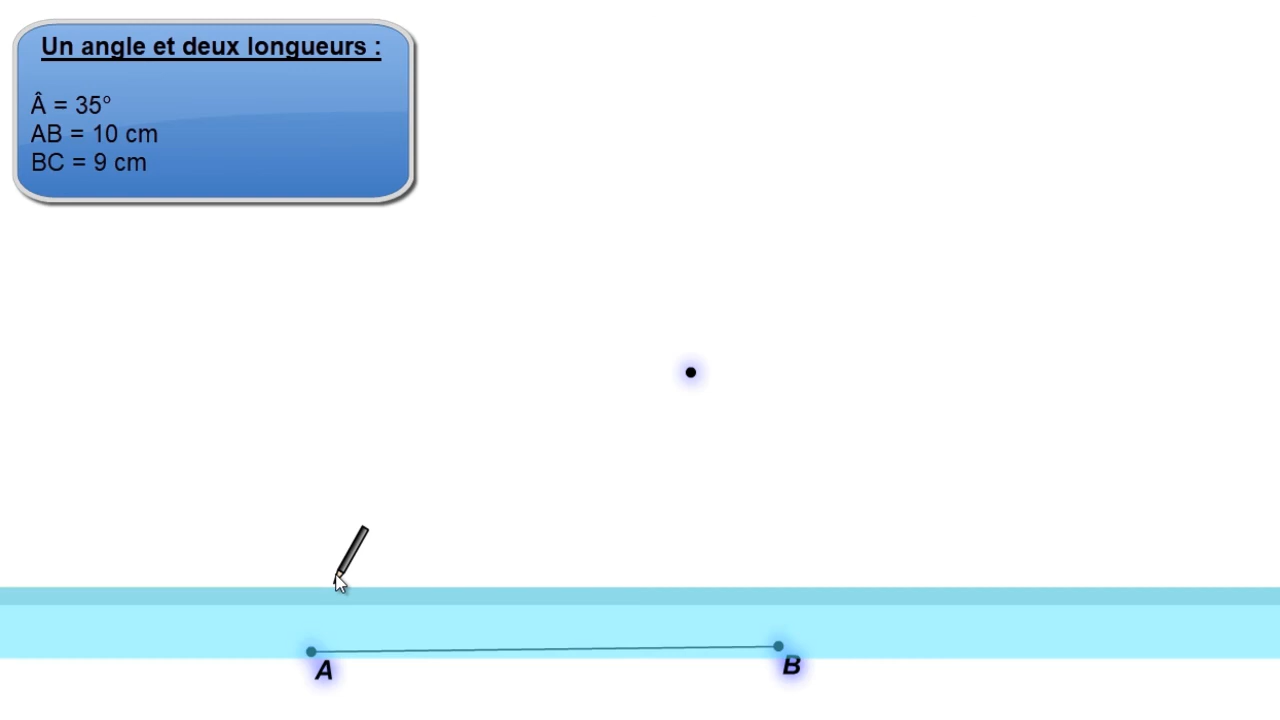 Un angle et deux longueurs :
Â = 35°
AB = 10 cm
BC = 9 cm
A
B